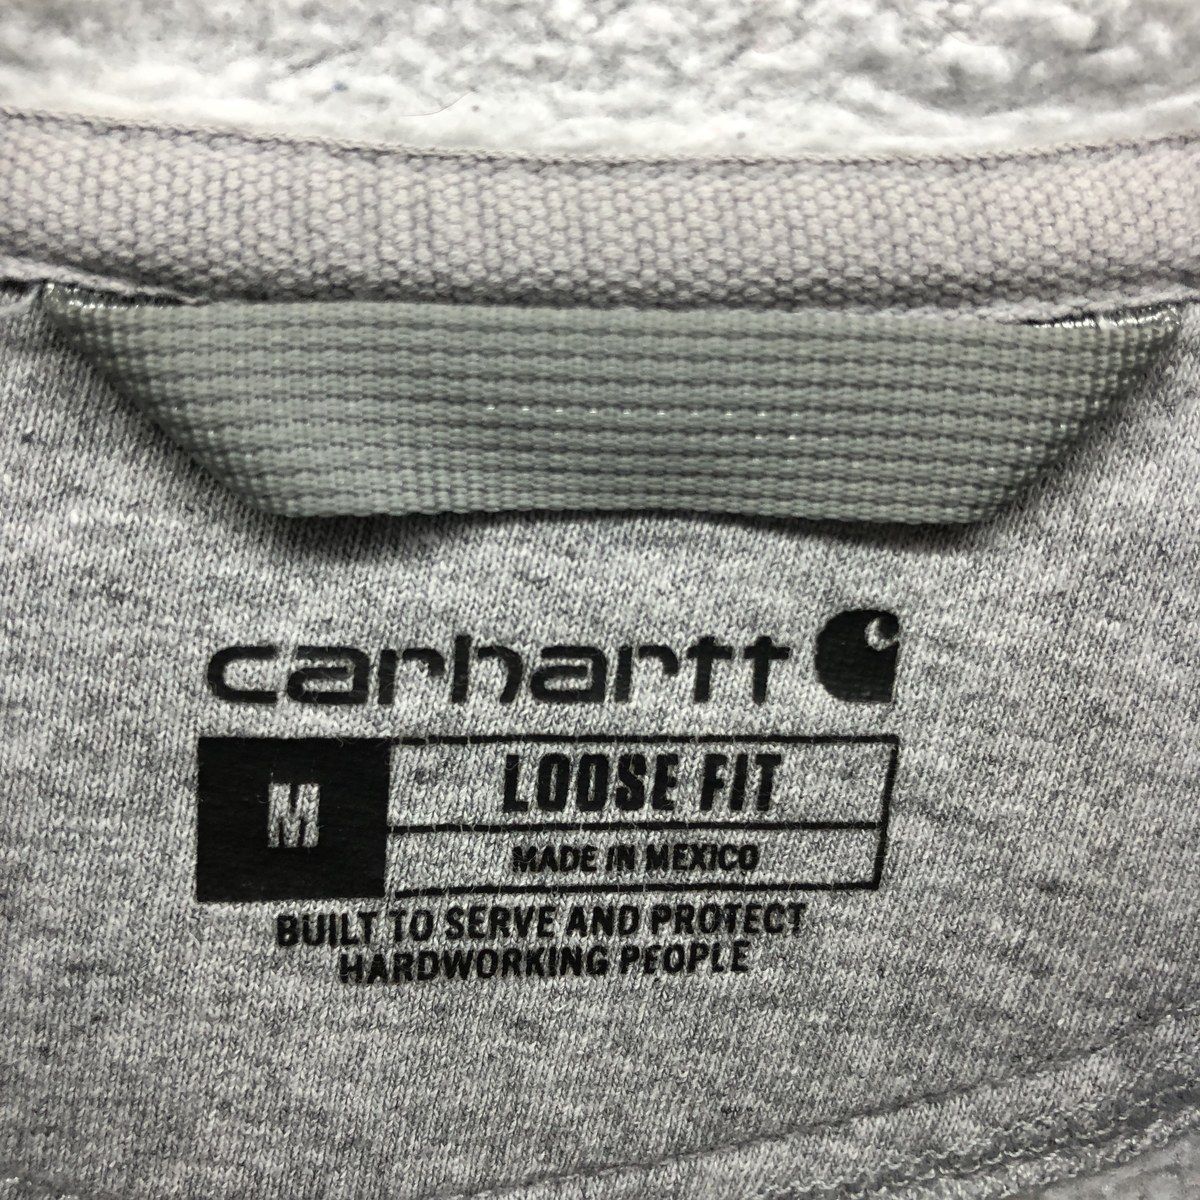 carhartt
M
LOOSE FIT
MADE IN MEXICO
BUILT TO SERVE AND PROTECT
HARDWORKING PEOPLE